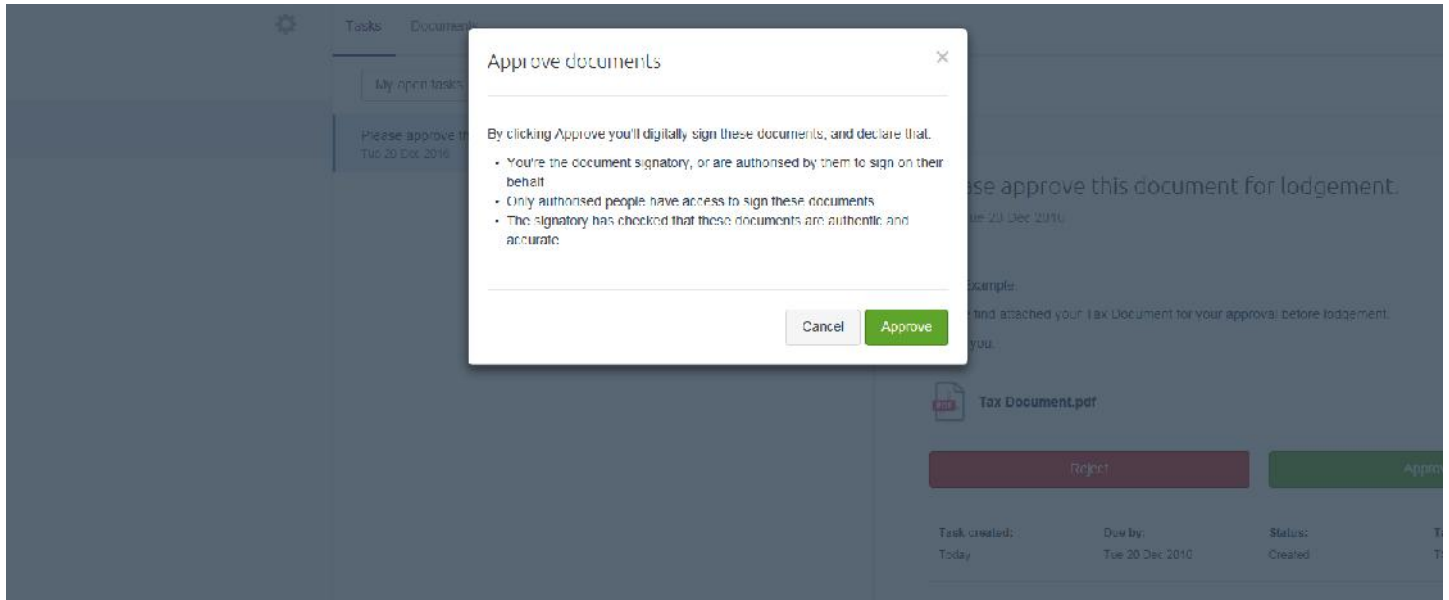 Tasks Documents
My open tasks
Please approve th
Tue 20 Dec 2016
Approve documents
By clicking Approve you'll digitally sign these documents, and declare that:
• You're the document signatory, or are authorised by them to sign on their
behalf
• Only authorised people have access to sign these documents
• The signatory has checked that these documents are authentic and
accurate
Cancel Approve
ase approve this document for lodgement.
ue 20 Dec 2016
xample
find attached your Tax Document for your approval before lodgement.
you.
Tax Document.pdf
Reject Approv
Task created: Due by: Status:
Today Tue 20 Dec 2016 Created